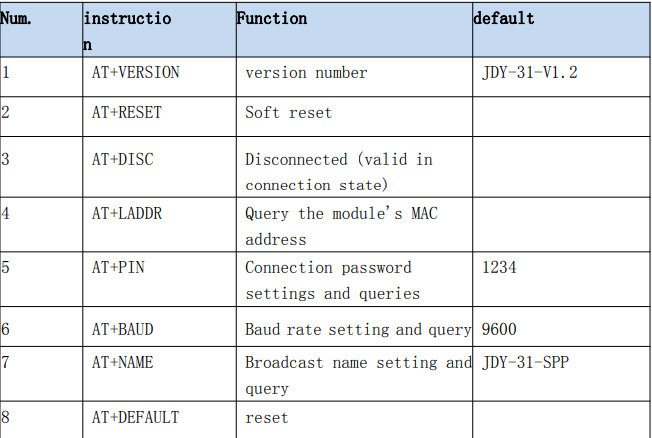 Num. instructio Function default
n
1 AT+VERSION version number JDY-31-V1.2
2 AT+RESET Soft reset
3 AT+DISC Disconnected (valid in
connection state)
4 AT+LADDR Query the module's MAC
address
5 AT+PIN Connection password 1234
settings and queries
6 AT+BAUD Baud rate setting and query 9600
7 AT+NAME Broadcast name setting and JDY-31-SPP
query
8 AT+DEFAULT reset